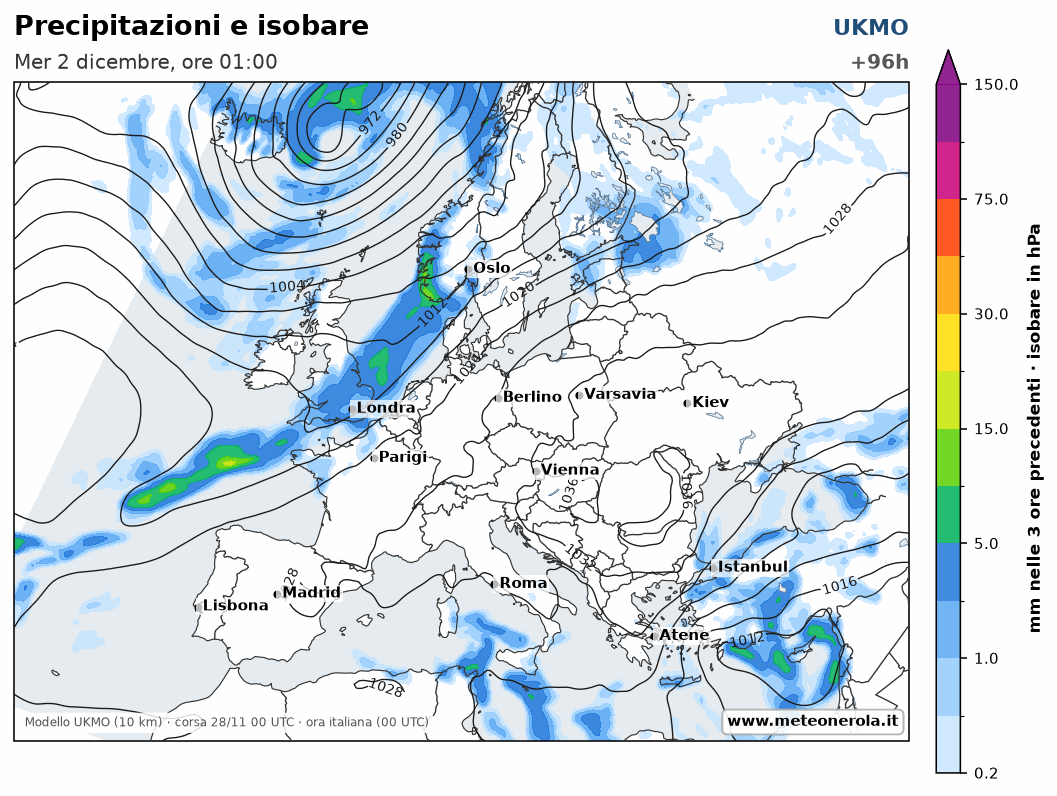 Precipitazioni e isobare
UKMO
Mer 2 dicembre, ore 01:00
+96h
150.0
75.0
30.0
15.0
5.0
1.0
0.2
mm nelle 3 ore precedenti · isobare in hPa
972
980
1028
1004
Oslo
1020
1012
Londra
Berlino
Varsavia
Kiev
Parigi
Vienna
1036
1036
Istanbul
Roma
Madrid
Lisbona
1016
Atene
1012
1028
Modello UKMO (10 km) · corsa 28/11 00 UTC · ora italiana (00 UTC)
www.meteonerola.it